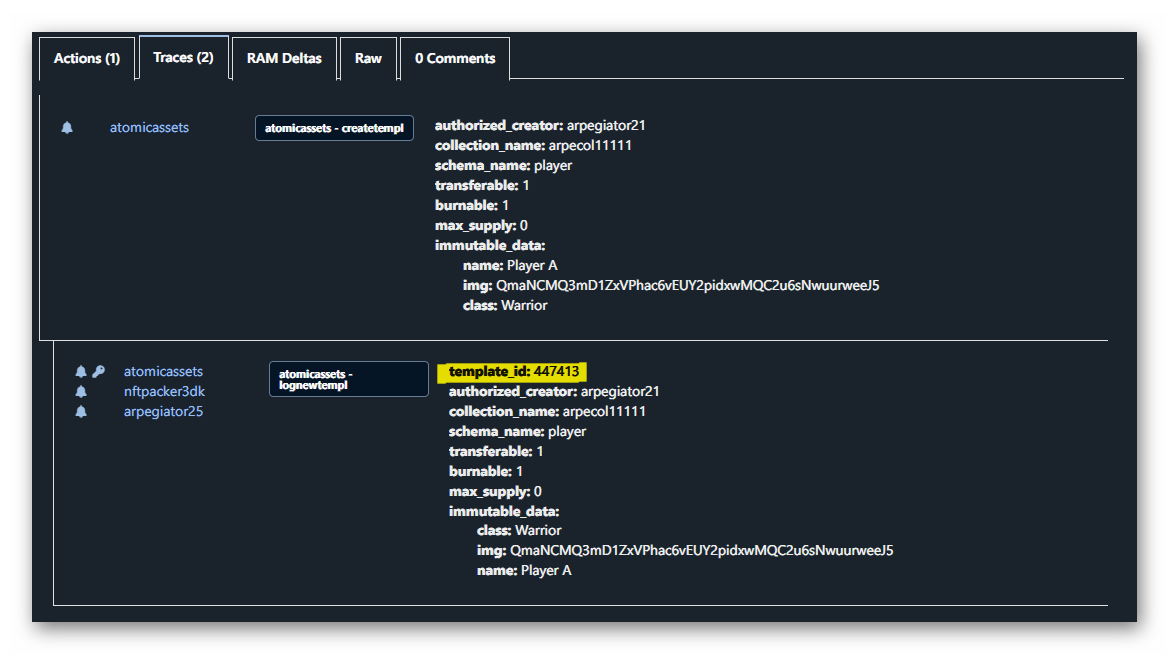 Actions (1) Traces (2) RAM Deltas Raw 0 Comments
atomicassets
atomicassets - createtempl
authorized_creator: arpegiator21
collection_name: arpecol11111
schema_name: player
transferable: 1
burnable: 1
max_supply: 0
immutable_data:
name: Player A
img: QmaNCMQ3mD1ZxVPhac6vEUY2pidxwMQC2u6sNwuurweeJ5
class: Warrior
atomicassets
nftpacker3dk
arpegiator25
atomicassets -
lognewtempl
template_id: 447413
authorized_creator: arpegiator21
collection_name: arpecol11111
schema_name: player
transferable: 1
burnable: 1
max_supply: 0
immutable_data:
class: Warrior
img: QmaNCMQ3mD1ZxVPhac6vEUY2pidxwMQC2u6sNwuurweeJ5
name: Player A